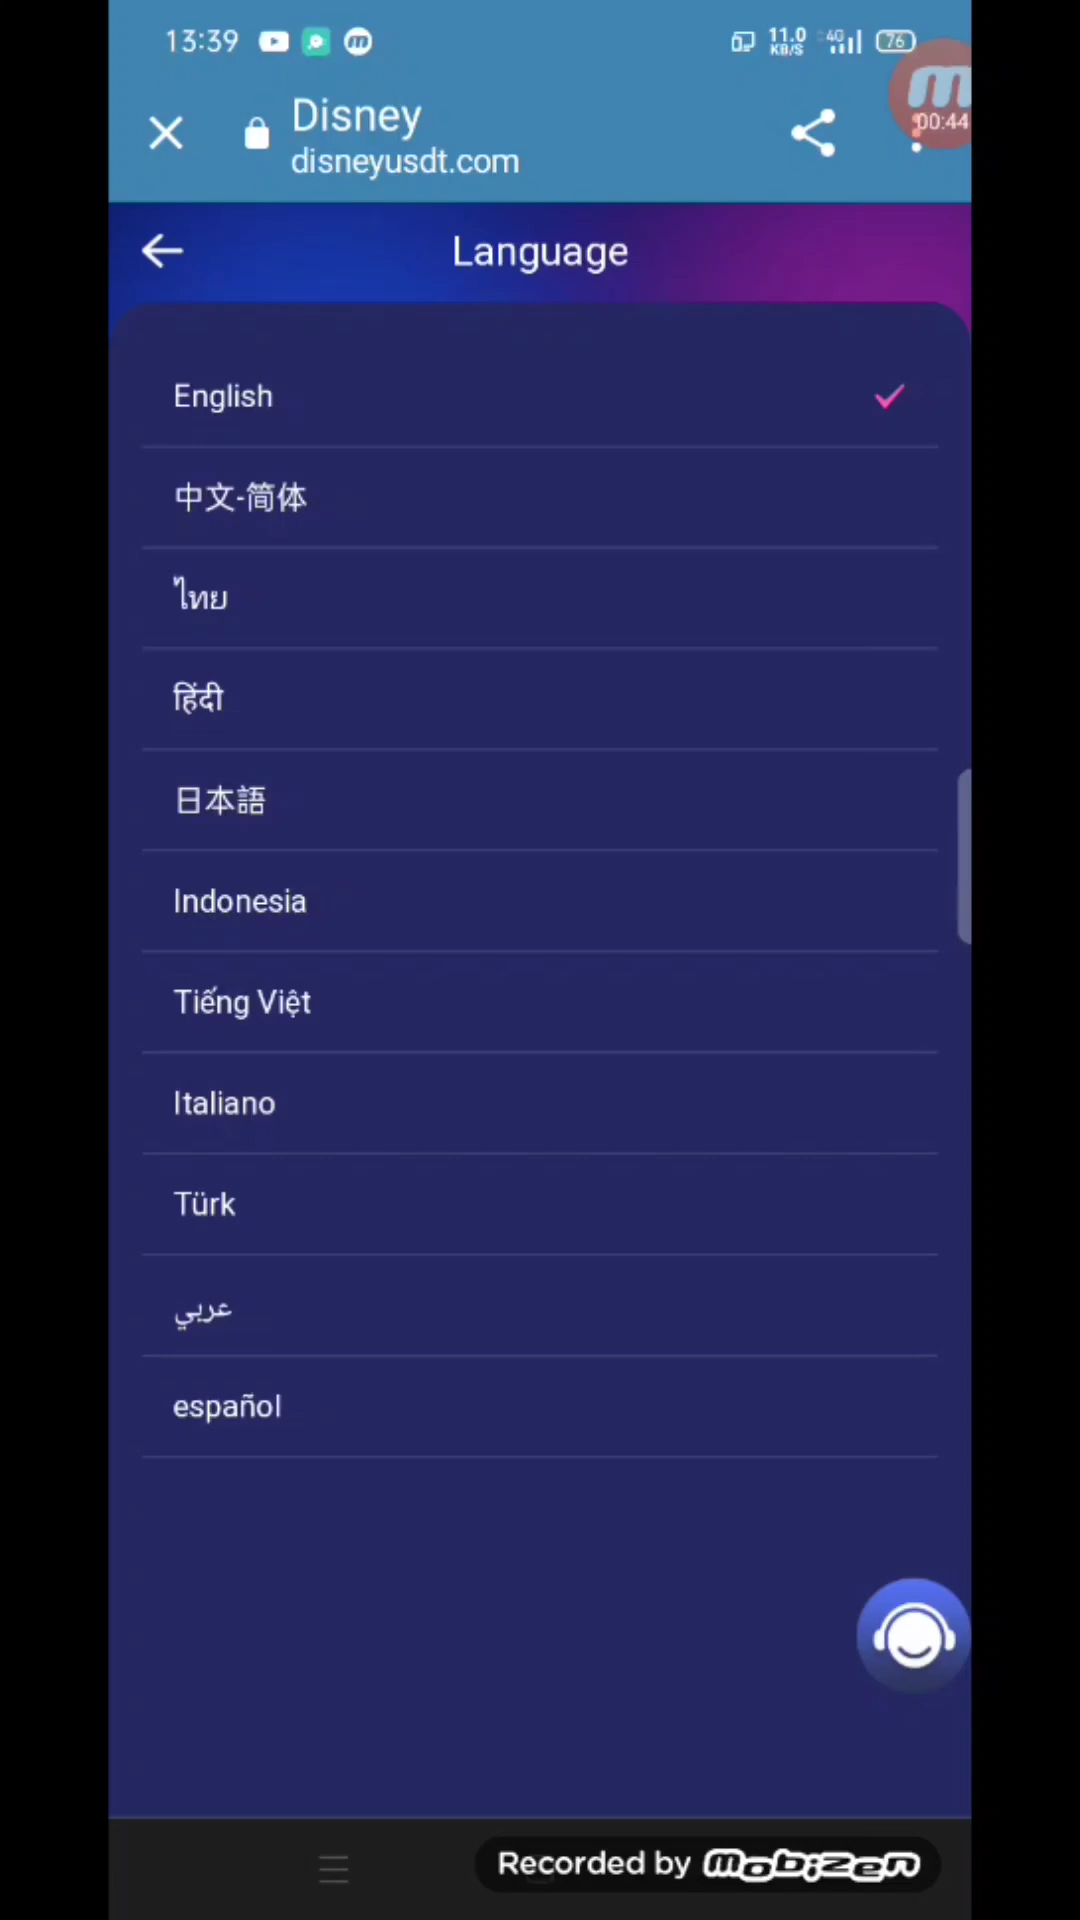 13:39
11.0
KB/S
4G
76
Disney
disneyusdt.com
00:44
Language
English
中文-简体
ไทย
हिंदी
日本語
Indonesia
Tiếng Việt
Italiano
Türk
عربي
español
Recorded by mobizen